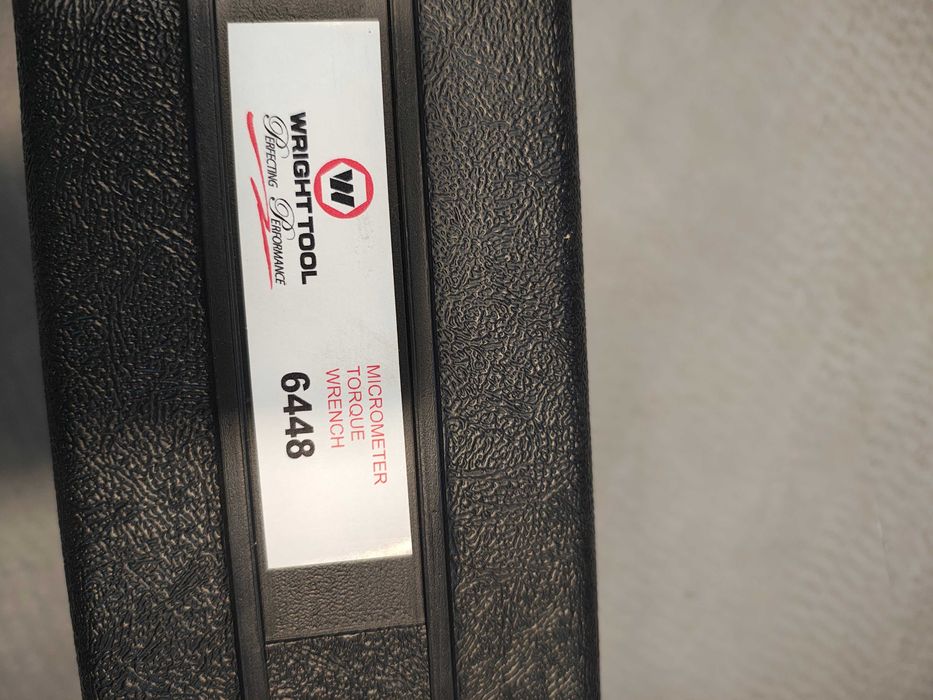 W
WRIGHT TOOL
PERFECTING PERFORMANCE
MICROMETER
TORQUE
WRENCH
6448